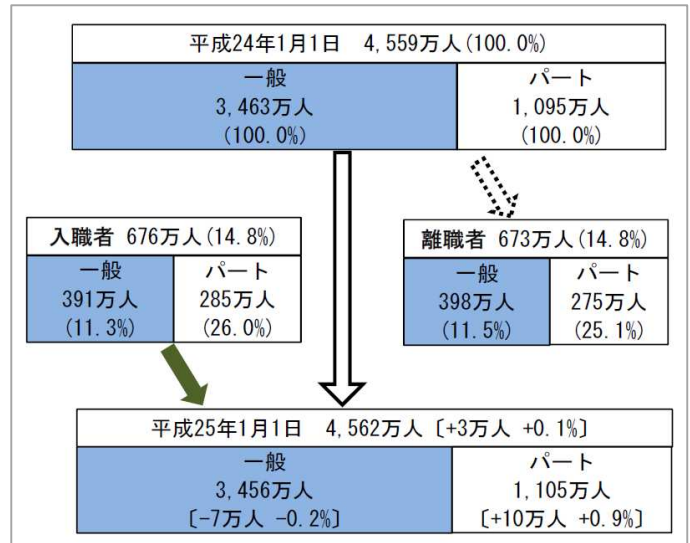 平成24年1月1日　4,559万人(100.0%)
一般
3,463万人
(100.0%)
パート
1,095万人
(100.0%)
入職者 676万人(14.8%)
一般
391万人
(11.3%)
パート
285万人
(26.0%)
離職者 673万人(14.8%)
一般
398万人
(11.5%)
パート
275万人
(25.1%)
平成25年1月1日　4,562万人〔+3万人 +0.1%〕
一般
3,456万人
〔-7万人 -0.2%〕
パート
1,105万人
〔+10万人 +0.9%〕